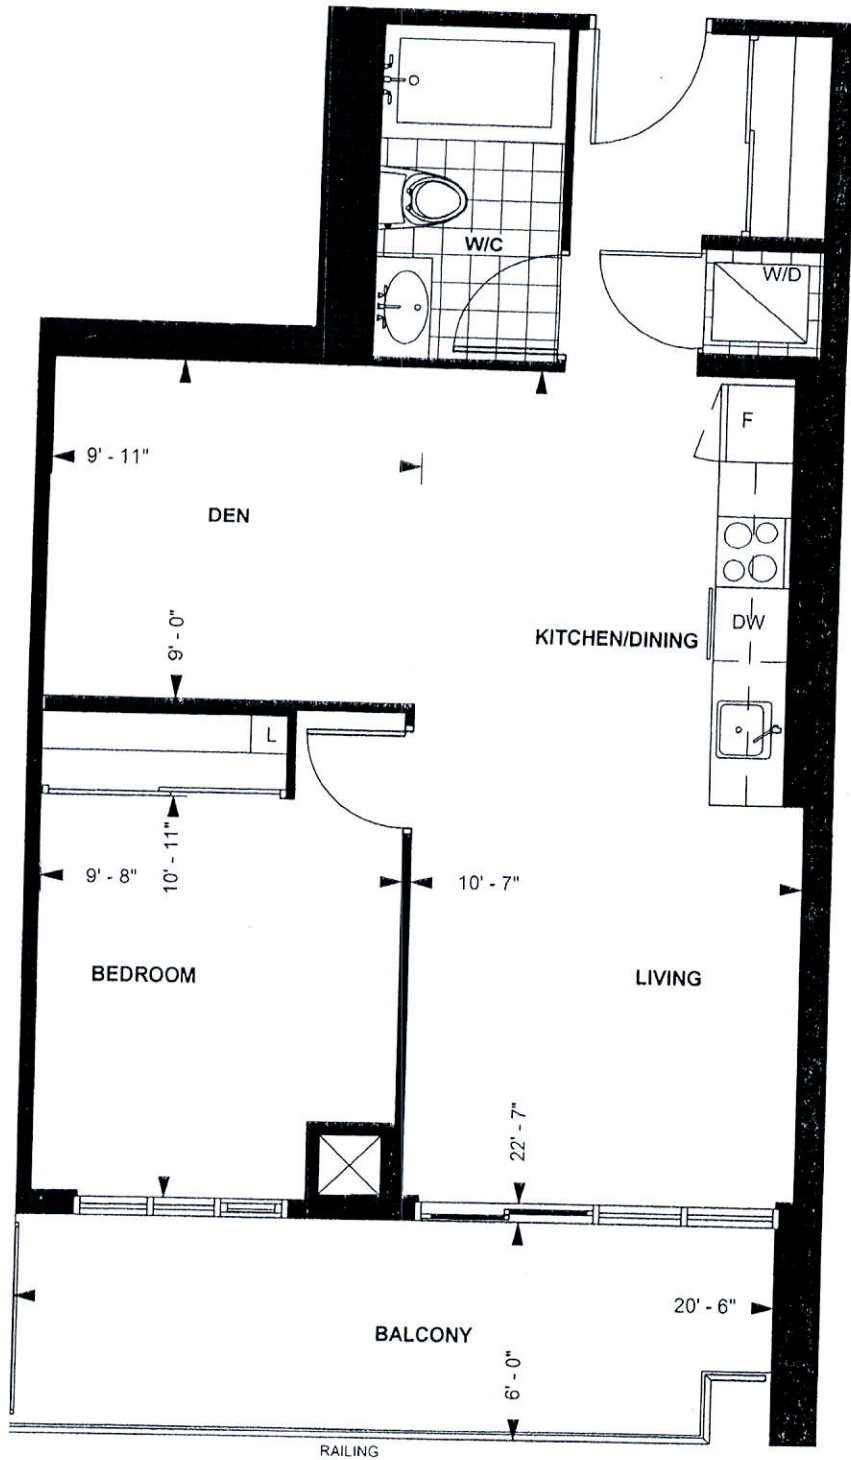 W/C
W/D
F
9' - 11"
DEN
9' - 0"
KITCHEN/DINING
DW
L
10' - 11"
9' - 8"
10' - 7"
BEDROOM
LIVING
22' - 7"
20' - 6"
BALCONY
6' - 0"
RAILING